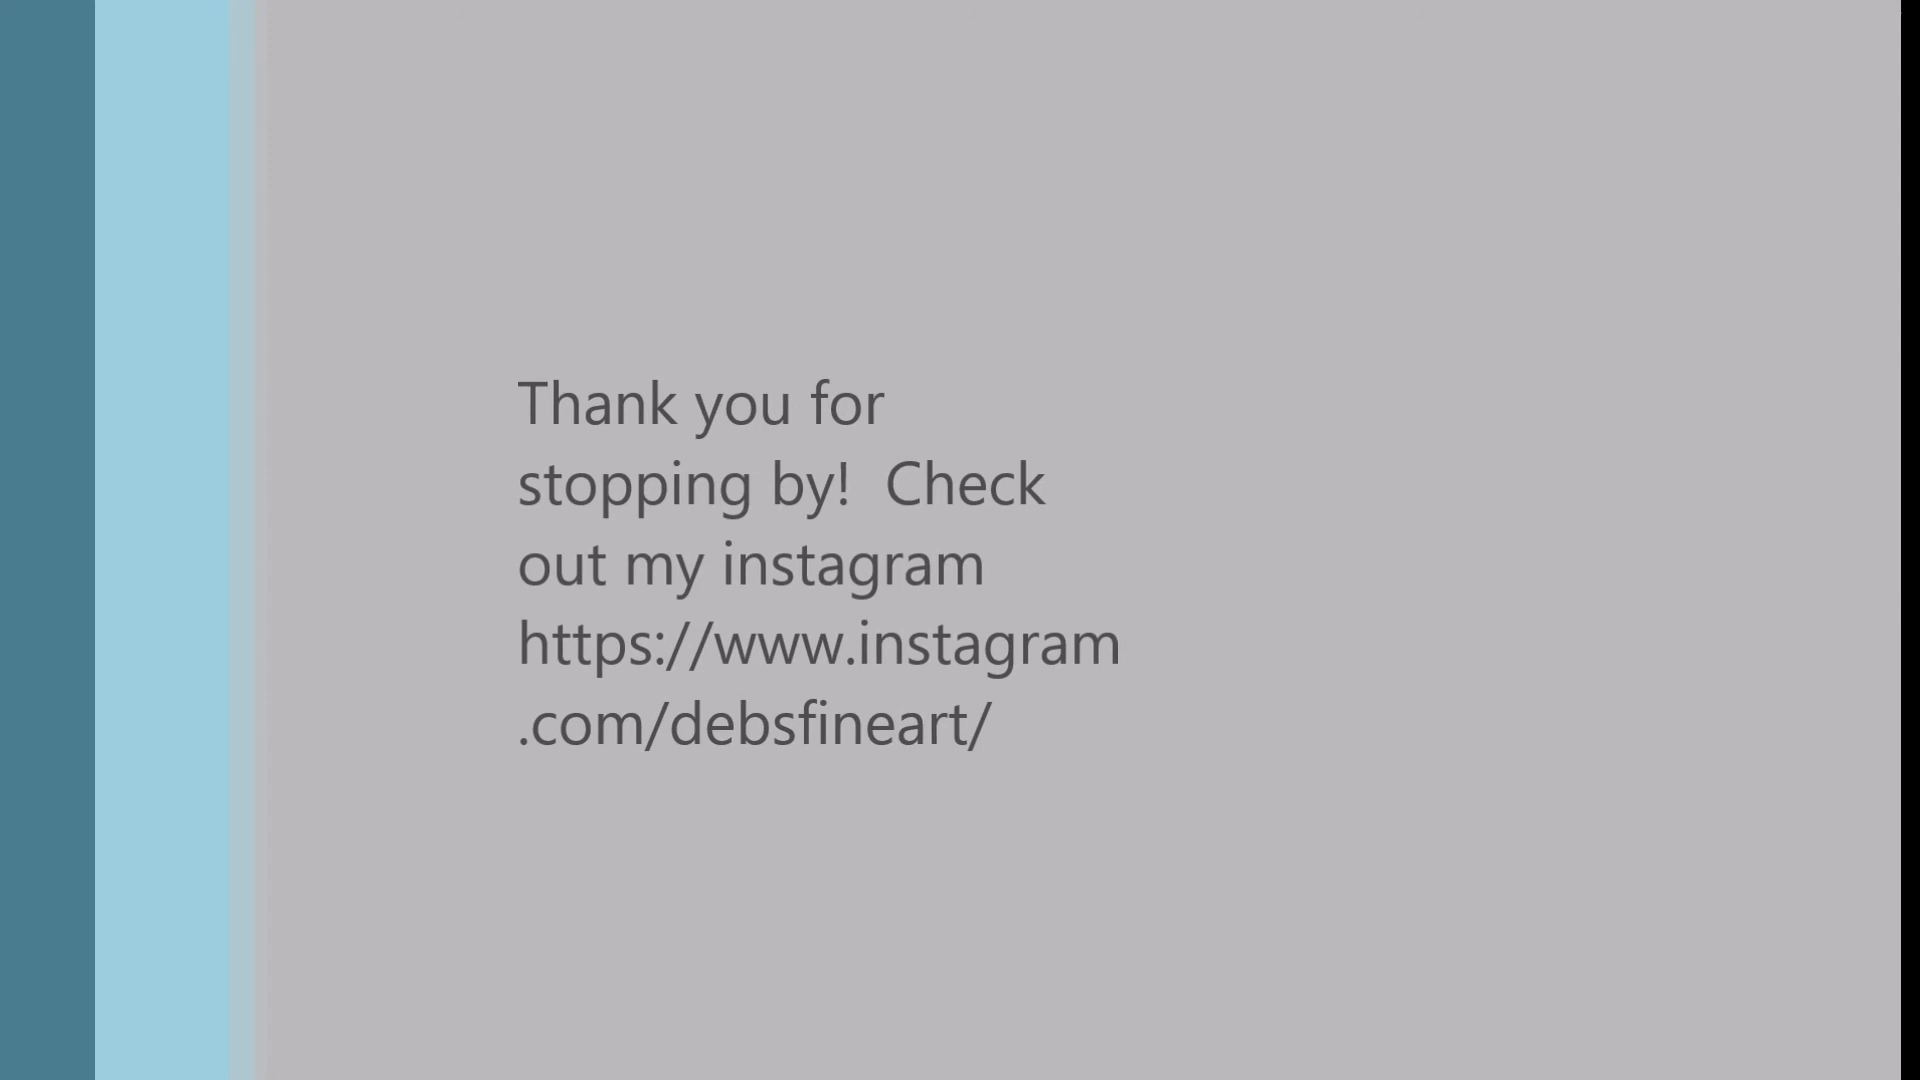 Thank you for
stopping by!  Check
out my instagram
https://www.instagram
.com/debsfineart/